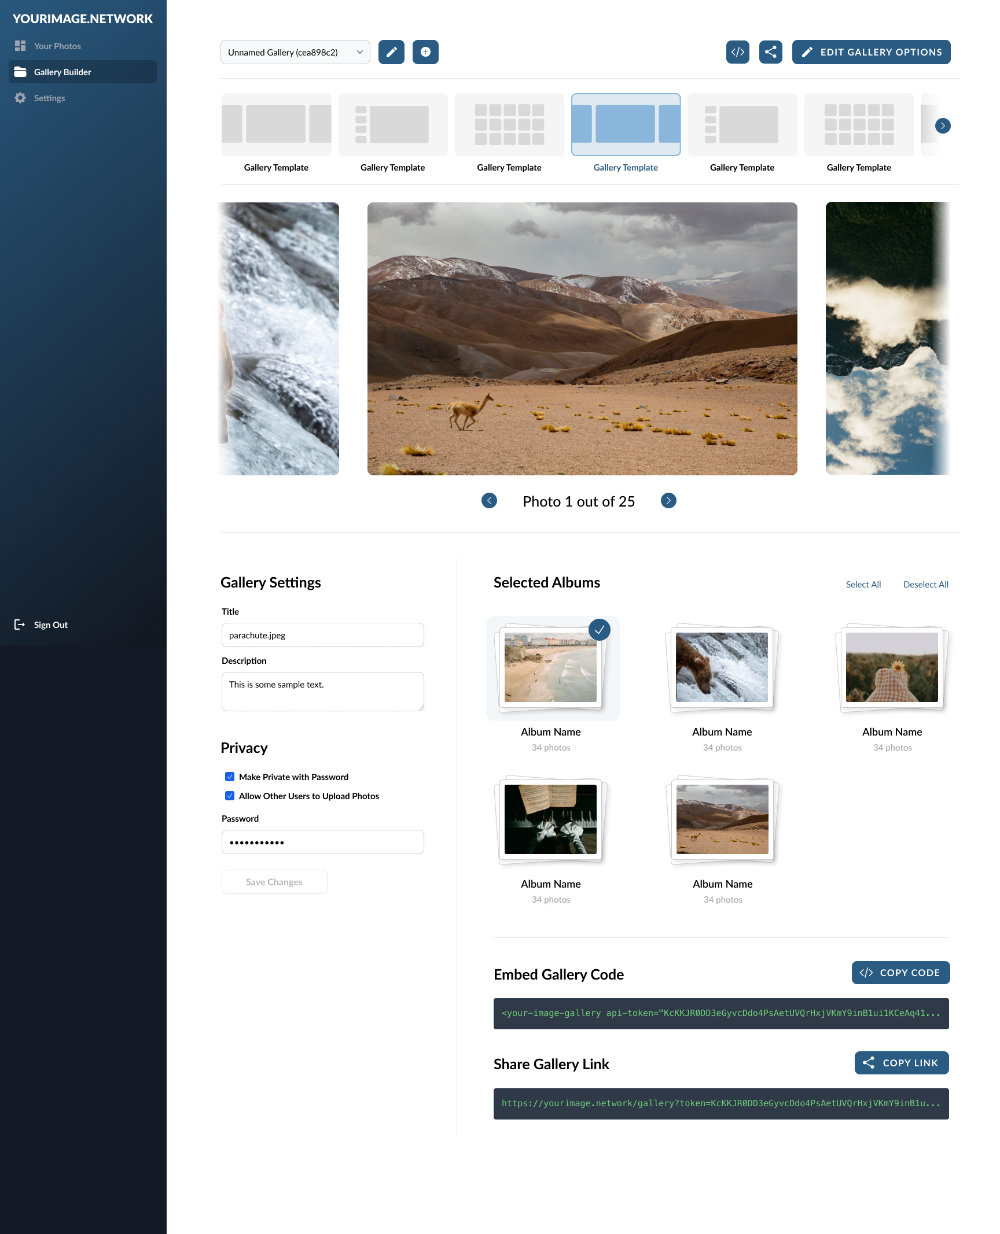 YOURIMAGE.NETWORK
Your Photos
Gallery Builder
Settings
Sign Out
Unnamed Gallery (cea898c2)
EDIT GALLERY OPTIONS
Gallery Template
Gallery Template
Gallery Template
Gallery Template
Gallery Template
Gallery Template
Photo 1 out of 25
Gallery Settings
Title
parachute.jpeg
Description
This is some sample text.
Privacy
Make Private with Password
Allow Other Users to Upload Photos
Password
Save Changes
Selected Albums
Select All
Deselect All
Album Name
34 photos
Album Name
34 photos
Album Name
34 photos
Album Name
34 photos
Album Name
34 photos
Embed Gallery Code
</> COPY CODE
<your-image-gallery api-token="KcKKJR0DD3eGyvcDdo4PsAetUVQrHxjVKmY9inB1ui1KCeAq41...
Share Gallery Link
COPY LINK
https://yourimage.network/gallery?token=KcKKJR0DD3eGyvcDdo4PsAetUVQrHxjVKmY9inB1u...